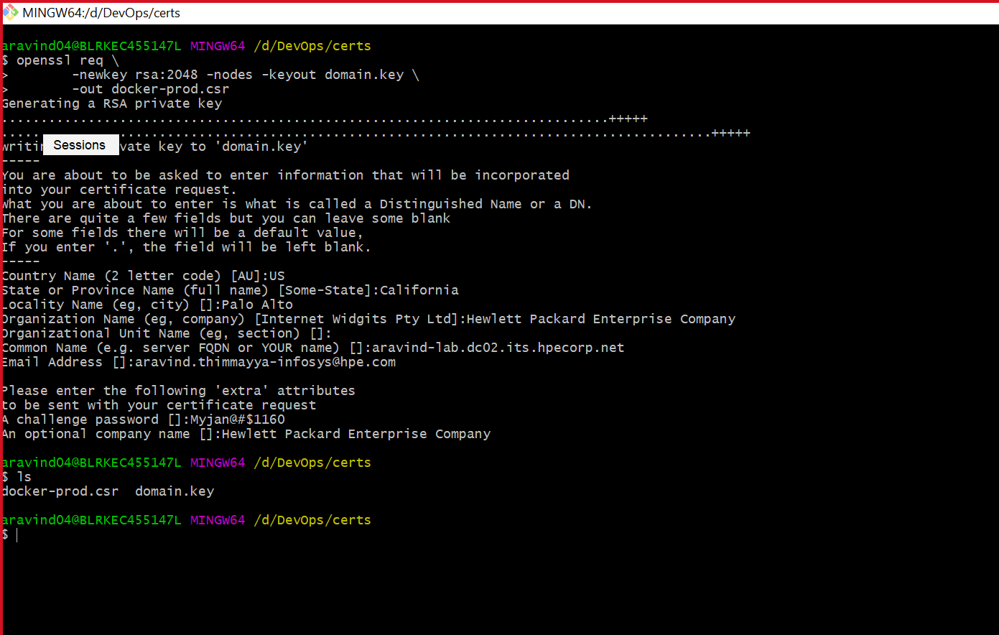 MINGW64:/d/DevOps/certs
aravind04@BLRKEC455147L MINGW64 /d/DevOps/certs
$ openssl req \
>        -newkey rsa:2048 -nodes -keyout domain.key \
>        -out docker-prod.csr
Generating a RSA private key
.............................................................................+++++
..........................................................................................+++++
Sessions
writin vate key to 'domain.key'
-----
You are about to be asked to enter information that will be incorporated
into your certificate request.
What you are about to enter is what is called a Distinguished Name or a DN.
There are quite a few fields but you can leave some blank
For some fields there will be a default value,
If you enter '.', the field will be left blank.
-----
Country Name (2 letter code) [AU]:US
State or Province Name (full name) [Some-State]:California
Locality Name (eg, city) []:Palo Alto
Organization Name (eg, company) [Internet Widgits Pty Ltd]:Hewlett Packard Enterprise Company
Organizational Unit Name (eg, section) []:
Common Name (e.g. server FQDN or YOUR name) []:aravind-lab.dc02.its.hpecorp.net
Email Address []:aravind.thimmayya-infosys@hpe.com
Please enter the following 'extra' attributes
to be sent with your certificate request
A challenge password []:Myjan@#$1160
An optional company name []:Hewlett Packard Enterprise Company
aravind04@BLRKEC455147L MINGW64 /d/DevOps/certs
$ ls
docker-prod.csr  domain.key
aravind04@BLRKEC455147L MINGW64 /d/DevOps/certs
$